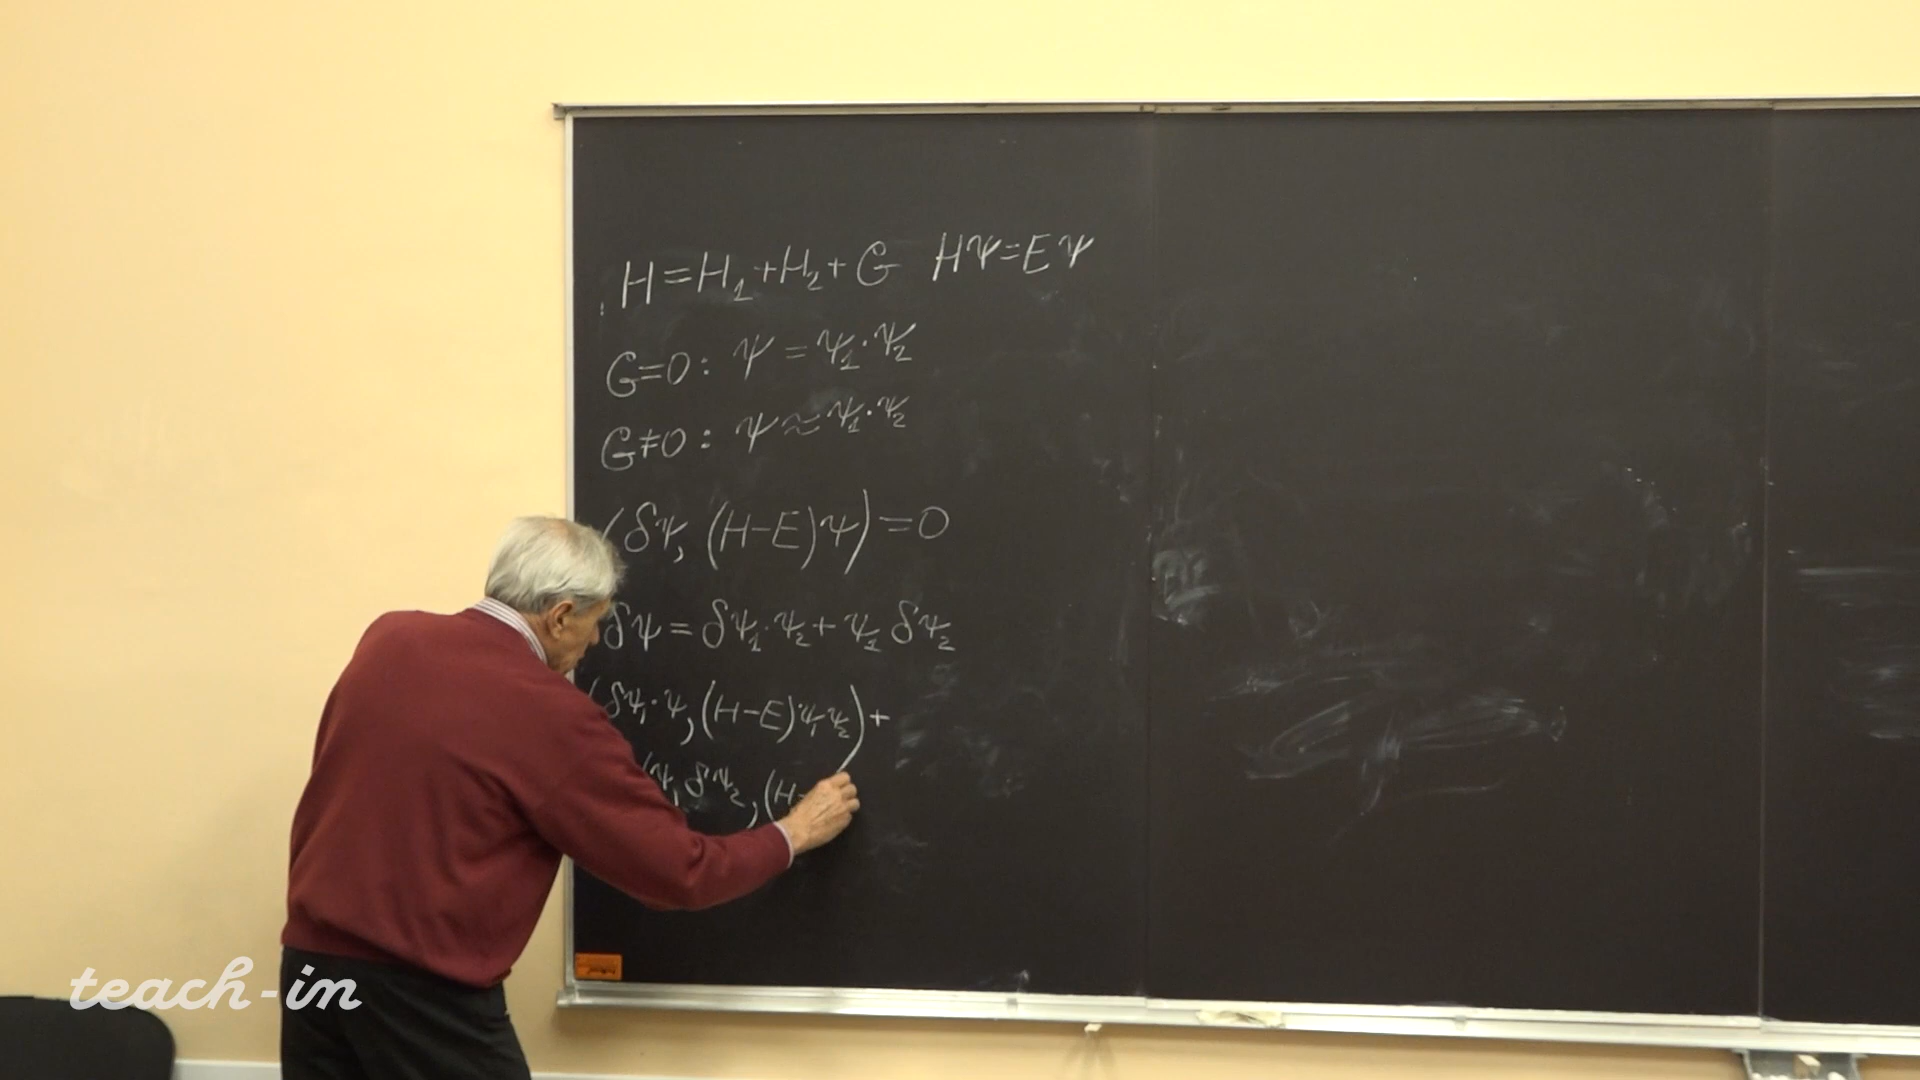 H = H₁ + H₂ + G HΨ = EΨ
G = 0 : Ψ = Ψ₁ · Ψ₂
G ≠ 0 : Ψ ≈ Ψ₁ · Ψ₂
(δΨ, (H − E)Ψ) = 0
δΨ = δΨ₁ · Ψ₂ + Ψ₁ δΨ₂
(δΨ₁ · Ψ, (H − E)Ψ₁Ψ₂) +
(Ψ₁ δΨ₂, (H −
teach-in